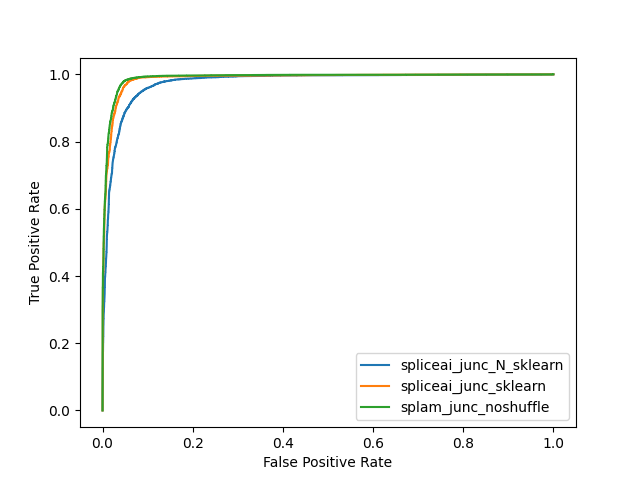 1.0
0.8
0.6
0.4
0.2
0.0
True Positive Rate
spliceai_junc_N_sklearn
spliceai_junc_sklearn
splam_junc_noshuffle
0.0 0.2 0.4 0.6 0.8 1.0
False Positive Rate